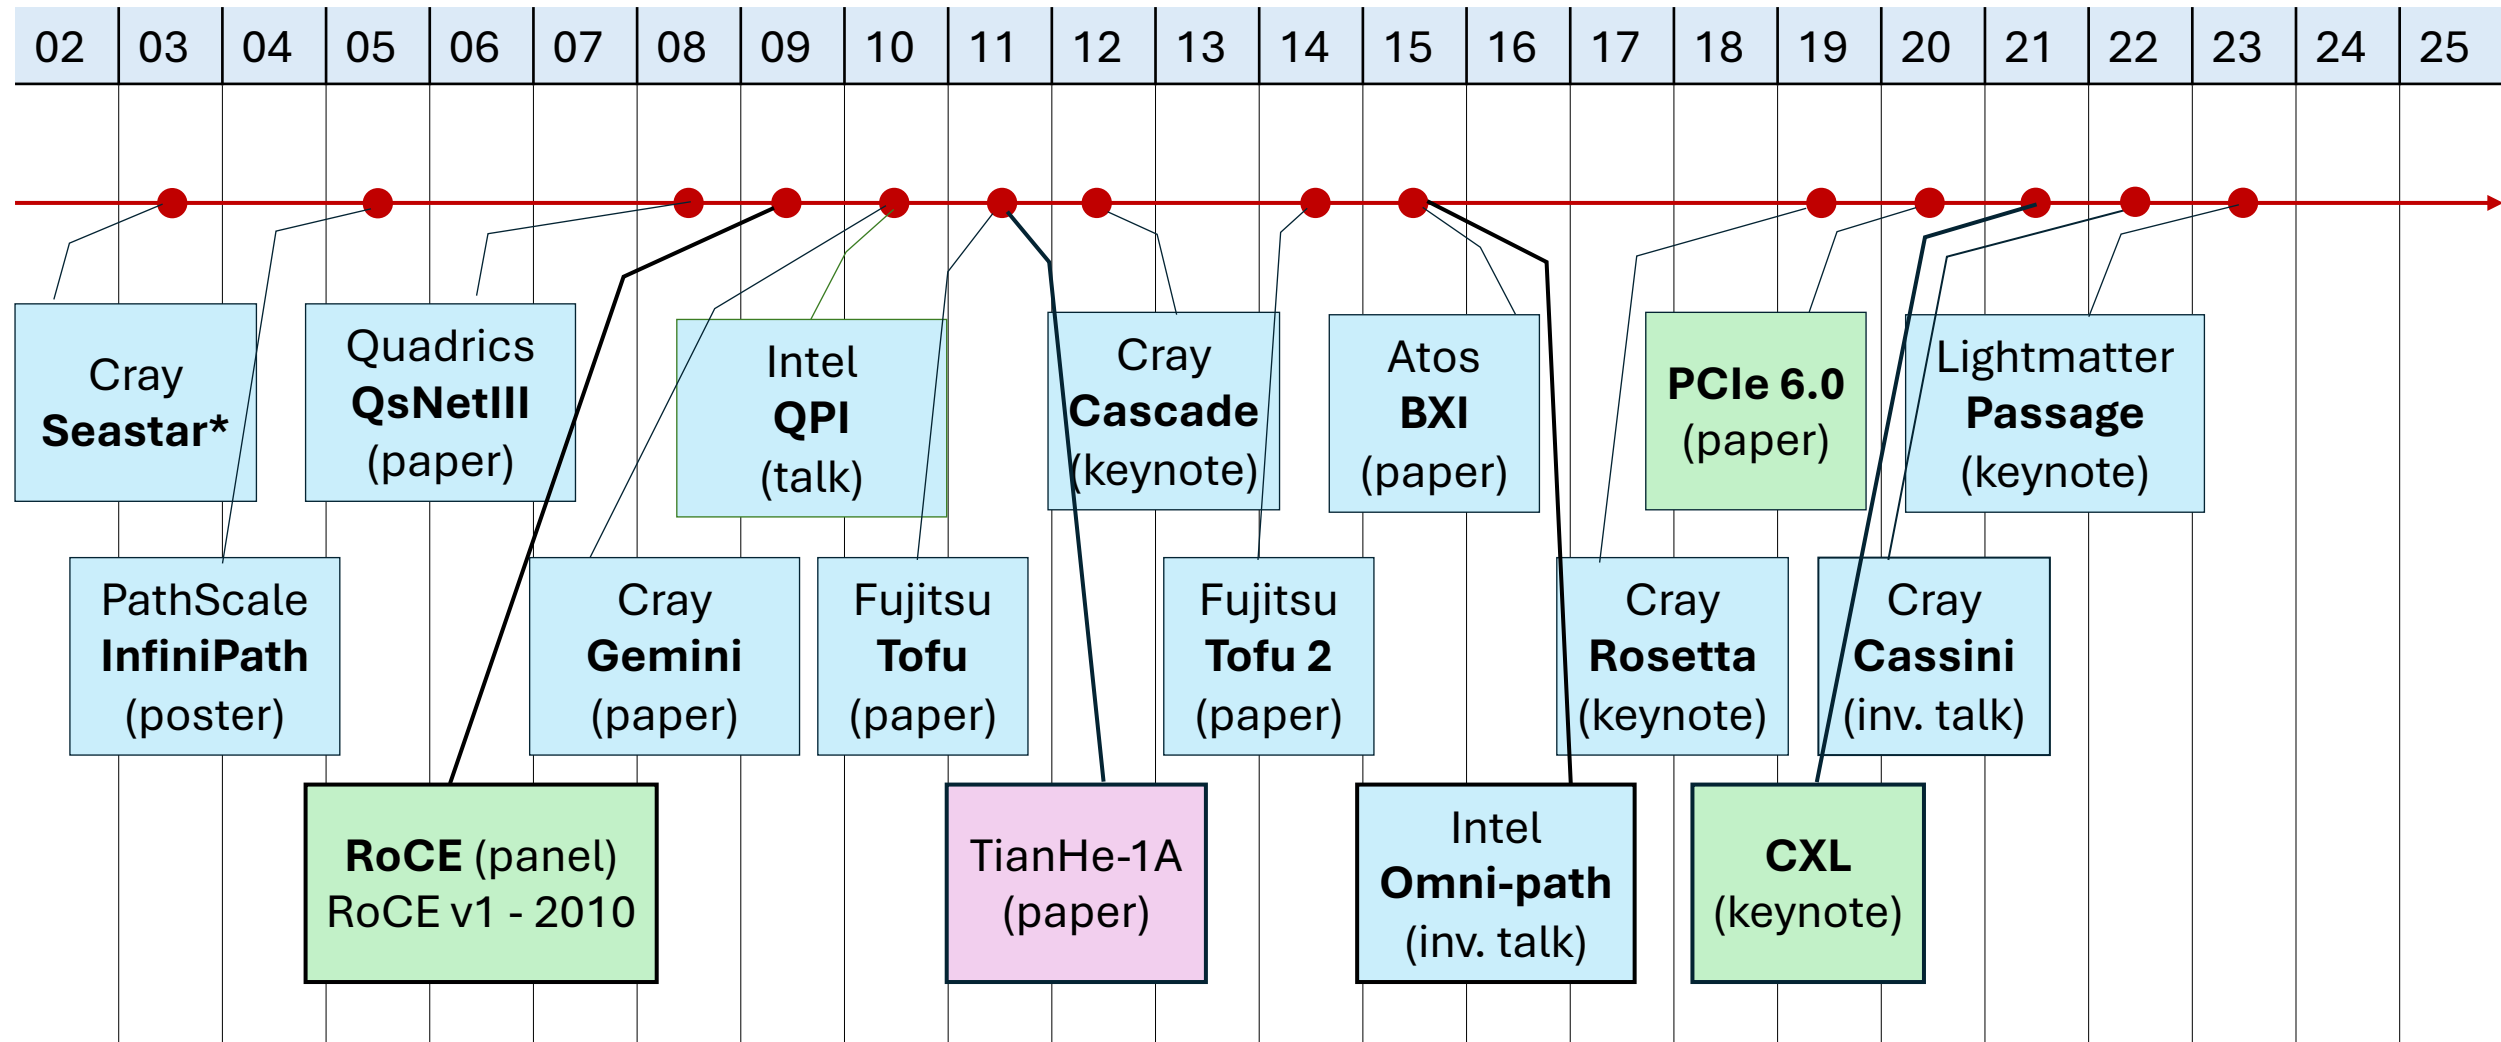 02 03 04 05 06 07 08 09 10 11 12 13 14 15 16 17 18 19 20 21 22 23 24 25
Cray
Seastar*
Quadrics
QsNetIII
(paper)
Intel
QPI
(talk)
Cray
Cascade
(keynote)
Atos
BXI
(paper)
PCIe 6.0
(paper)
Lightmatter
Passage
(keynote)
PathScale
InfiniPath
(poster)
Cray
Gemini
(paper)
Fujitsu
Tofu
(paper)
Fujitsu
Tofu 2
(paper)
Cray
Rosetta
(keynote)
Cray
Cassini
(inv. talk)
RoCE (panel)
RoCE v1 - 2010
TianHe-1A
(paper)
Intel
Omni-path
(inv. talk)
CXL
(keynote)